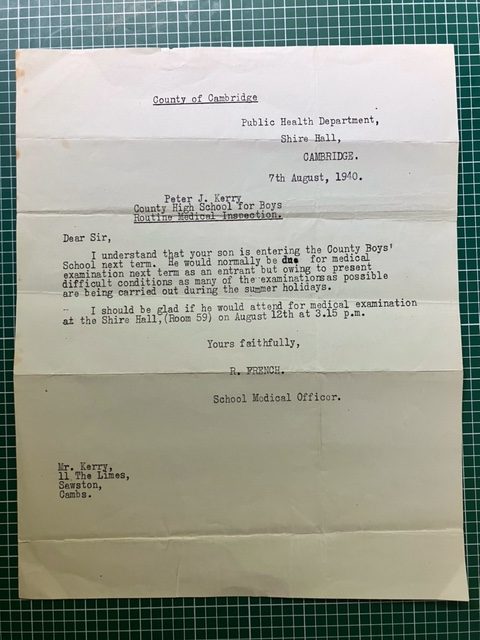 County of Cambridge
Public Health Department,
Shire Hall,
CAMBRIDGE.
7th August, 1940.
Peter J. Kerry
County High School for Boys
Routine Medical Inspection.
Dear Sir,
I understand that your son is entering the County Boys'
School next term. He would normally be due for medical
examination next term as an entrant but owing to present
difficult conditions as many of the examinations as possible
are being carried out during the summer holidays.
I should be glad if he would attend for medical examination
at the Shire Hall,(Room 59) on August 12th at 3.15 p.m.
Yours faithfully,
R. FRENCH.
School Medical Officer.
Mr. Kerry,
11 The Limes,
Sawston,
Cambs.